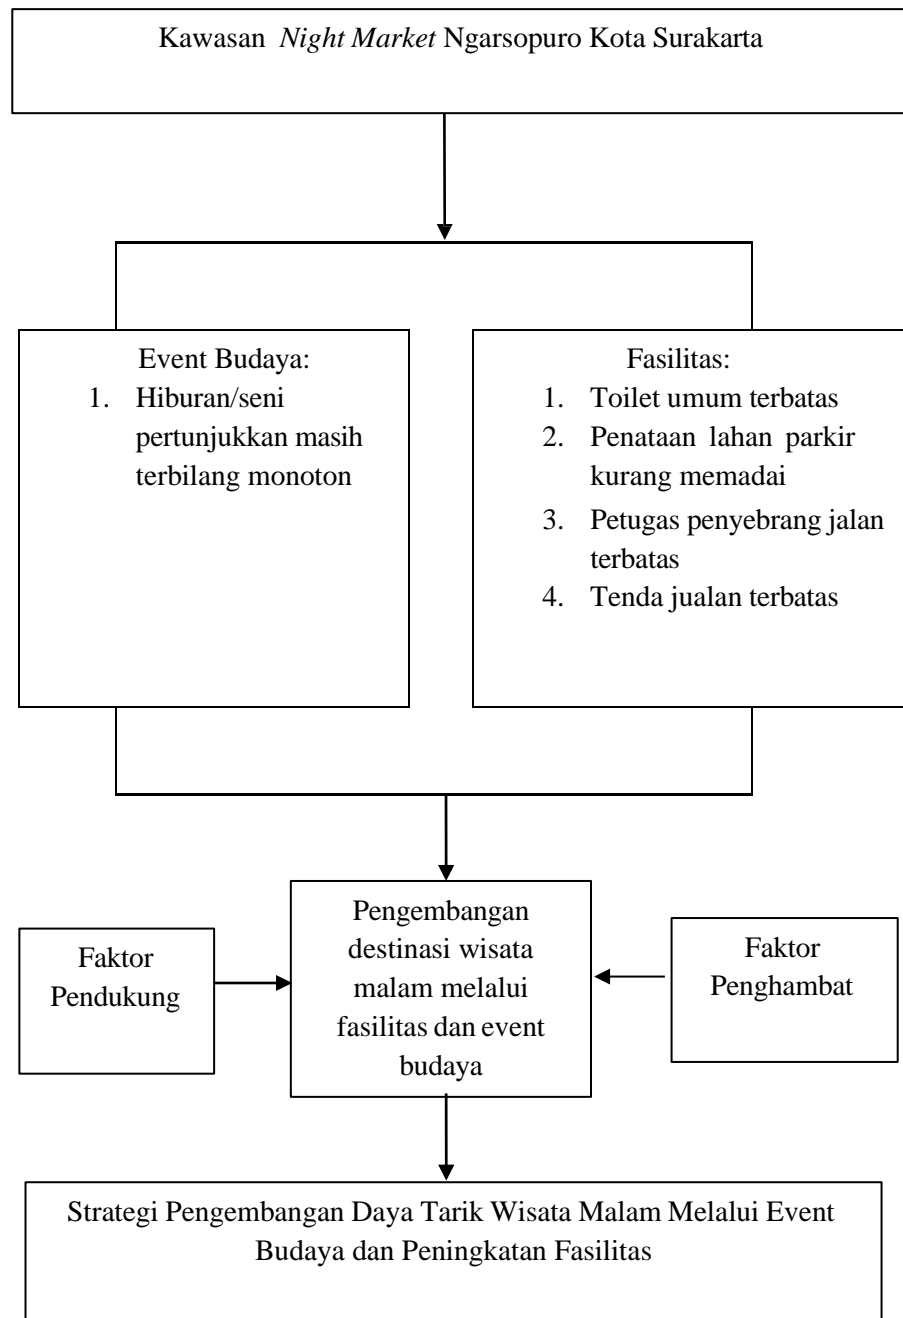 Kawasan Night Market Ngarsopuro Kota Surakarta
Event Budaya:
1. Hiburan/seni
pertunjukkan masih
terbilang monoton
Fasilitas:
1. Toilet umum terbatas
2. Penataan lahan parkir
kurang memadai
3. Petugas penyebrang jalan
terbatas
4. Tenda jualan terbatas
Faktor
Pendukung
Pengembangan
destinasi wisata
malam melalui
fasilitas dan event
budaya
Faktor
Penghambat
Strategi Pengembangan Daya Tarik Wisata Malam Melalui Event
Budaya dan Peningkatan Fasilitas